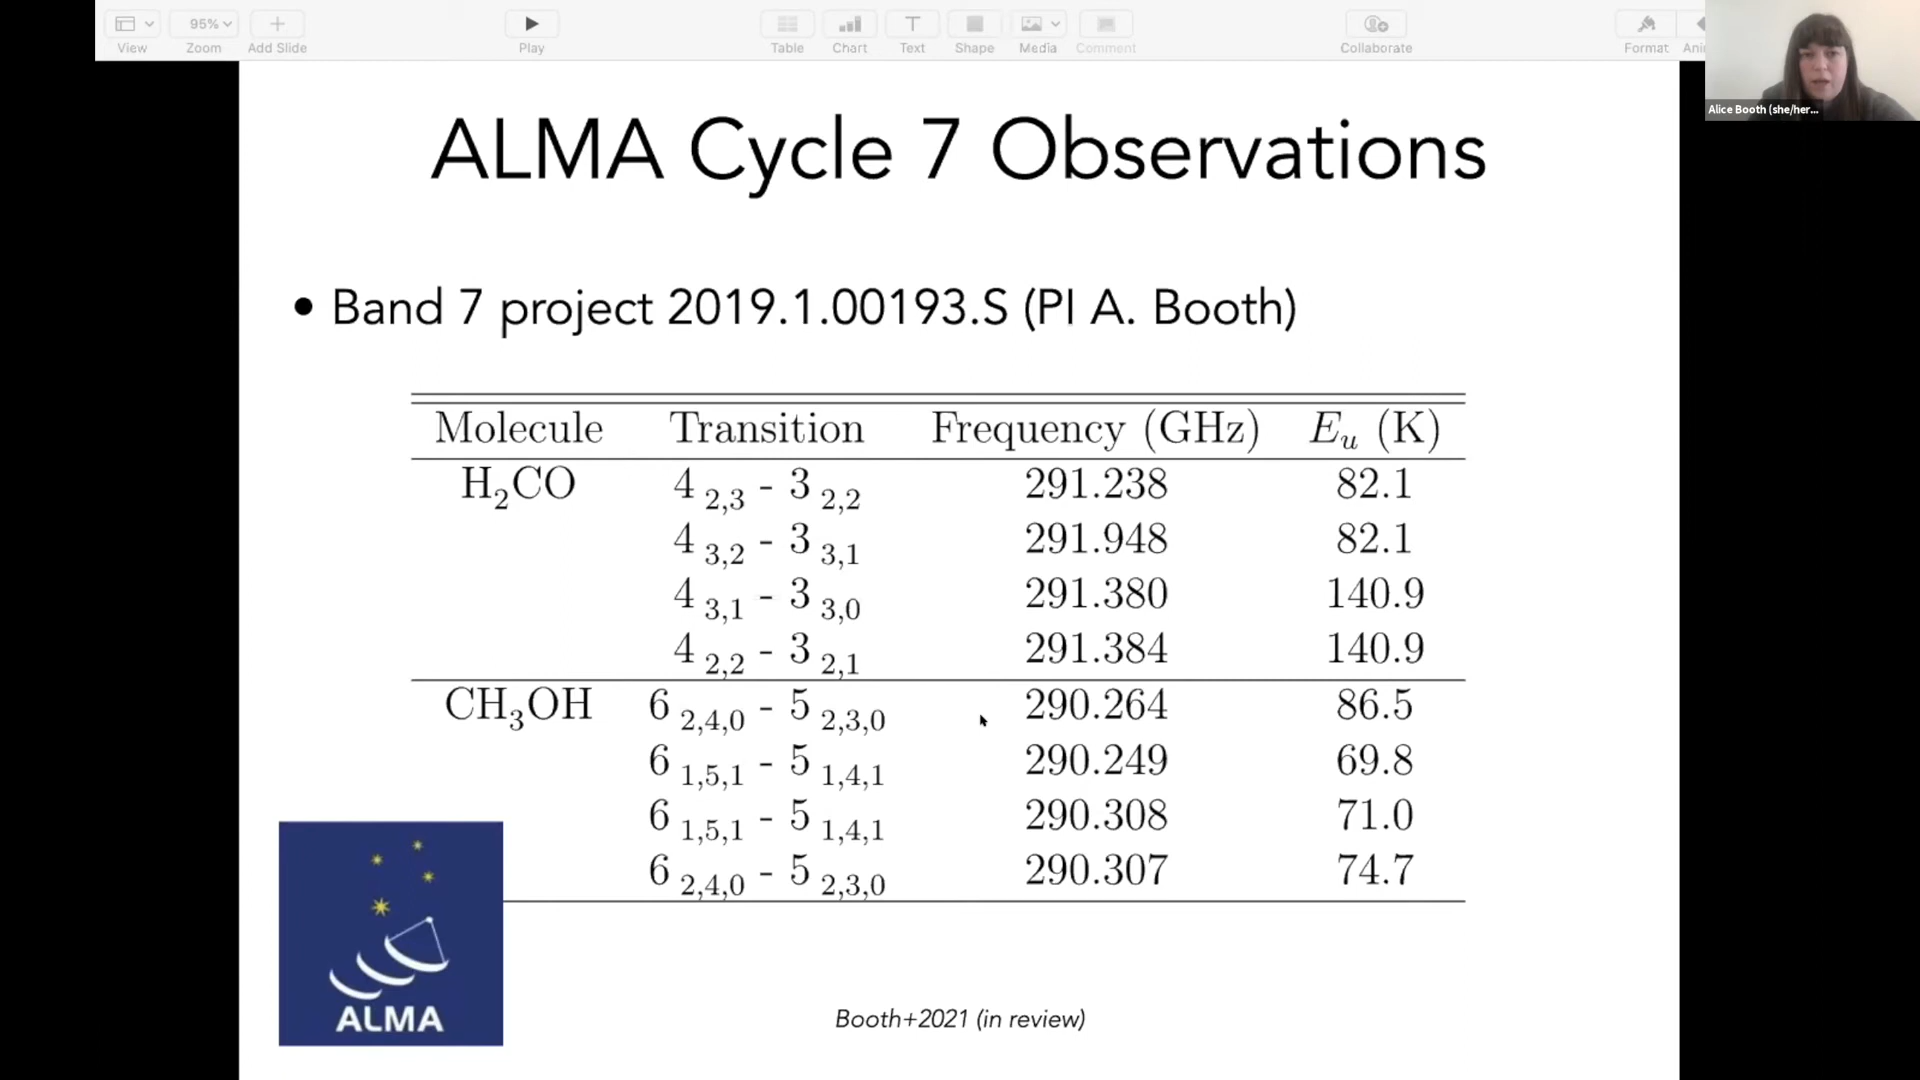 95%
View Zoom Add Slide Play Table Chart Text Shape Media Comment Collaborate Format
Alice Booth (she/her...
ALMA Cycle 7 Observations
• Band 7 project 2019.1.00193.S (PI A. Booth)
Molecule Transition Frequency (GHz) Eᵤ (K)
H₂CO 4 ₂,₃ - 3 ₂,₂ 291.238 82.1
4 ₃,₂ - 3 ₃,₁ 291.948 82.1
4 ₃,₁ - 3 ₃,₀ 291.380 140.9
4 ₂,₂ - 3 ₂,₁ 291.384 140.9
CH₃OH 6 ₂,₄,₀ - 5 ₂,₃,₀ 290.264 86.5
6 ₁,₅,₁ - 5 ₁,₄,₁ 290.249 69.8
6 ₁,₅,₁ - 5 ₁,₄,₁ 290.308 71.0
6 ₂,₄,₀ - 5 ₂,₃,₀ 290.307 74.7
ALMA
Booth+2021 (in review)